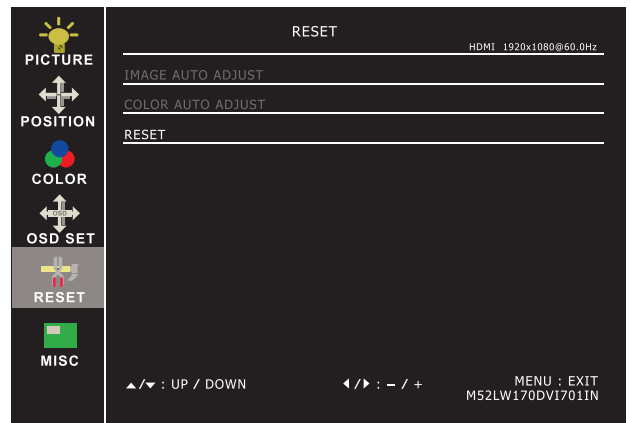 PICTURE
POSITION
COLOR
OSD
OSD SET
RESET
MISC
RESET
HDMI 1920x1080@60.0Hz
IMAGE AUTO ADJUST
COLOR AUTO ADJUST
RESET
▲/▼ : UP / DOWN
◀/▶ : – / +
MENU : EXIT
M52LW170DVI701IN